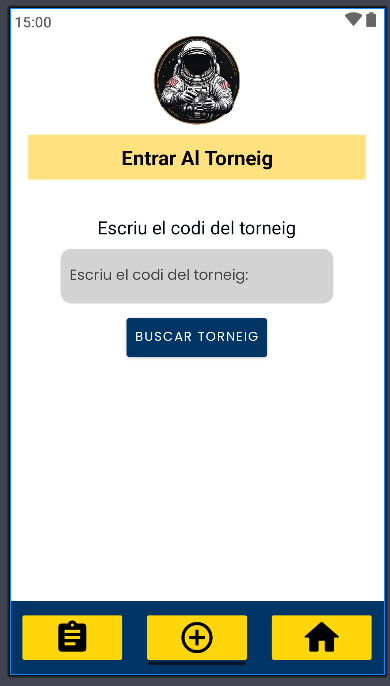 15:00
Entrar Al Torneig
Escriu el codi del torneig
Escriu el codi del torneig:
BUSCAR TORNEIG